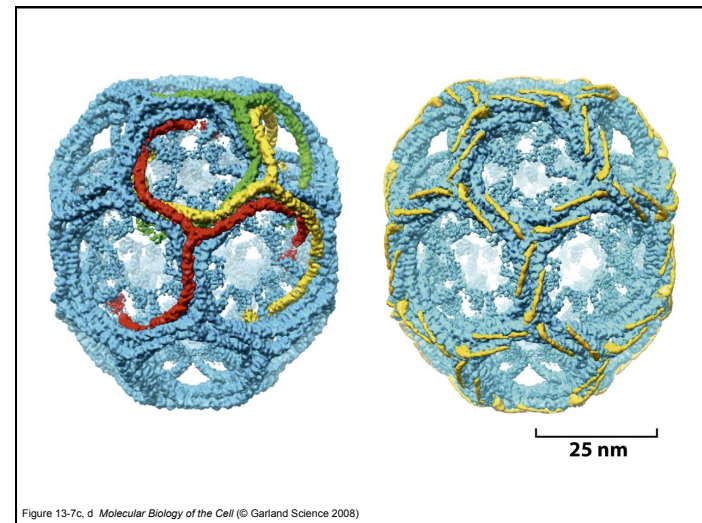 25 nm
Figure 13-7c, d Molecular Biology of the Cell (© Garland Science 2008)